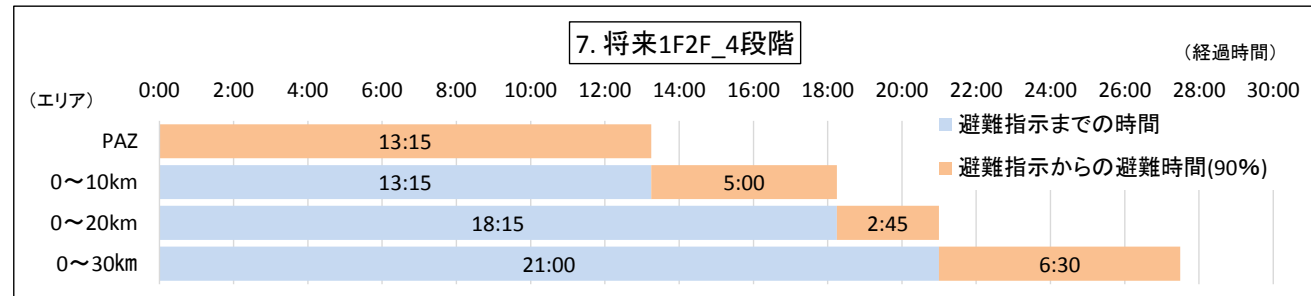 7. 将来1F2F_4段階
（経過時間）
（エリア） 0:00 2:00 4:00 6:00 8:00 10:00 12:00 14:00 16:00 18:00 20:00 22:00 24:00 26:00 28:00 30:00
避難指示までの時間
PAZ 13:15
避難指示からの避難時間(90%)
0～10km 13:15 5:00
0～20km 18:15 2:45
0～30㎞ 21:00 6:30